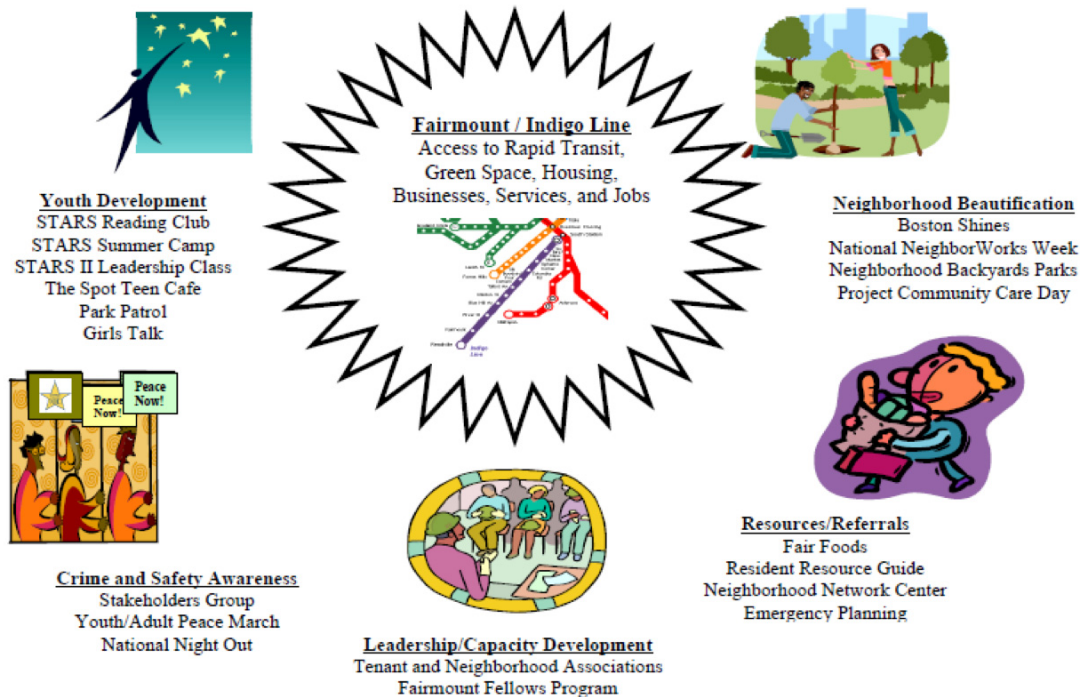 Fairmount / Indigo Line
Access to Rapid Transit,
Green Space, Housing,
Businesses, Services, and Jobs
Indigo
Line
Youth Development
STARS Reading Club
STARS Summer Camp
STARS II Leadership Class
The Spot Teen Cafe
Park Patrol
Girls Talk
Neighborhood Beautification
Boston Shines
National NeighborWorks Week
Neighborhood Backyards Parks
Project Community Care Day
Peace
Now!
Peace
Now!
Crime and Safety Awareness
Stakeholders Group
Youth/Adult Peace March
National Night Out
Leadership/Capacity Development
Tenant and Neighborhood Associations
Fairmount Fellows Program
Resources/Referrals
Fair Foods
Resident Resource Guide
Neighborhood Network Center
Emergency Planning